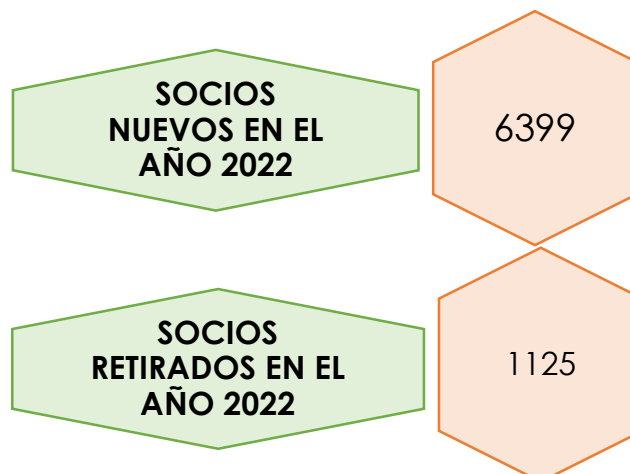 SOCIOS
NUEVOS EN EL
AÑO 2022
6399
SOCIOS
RETIRADOS EN EL
AÑO 2022
1125